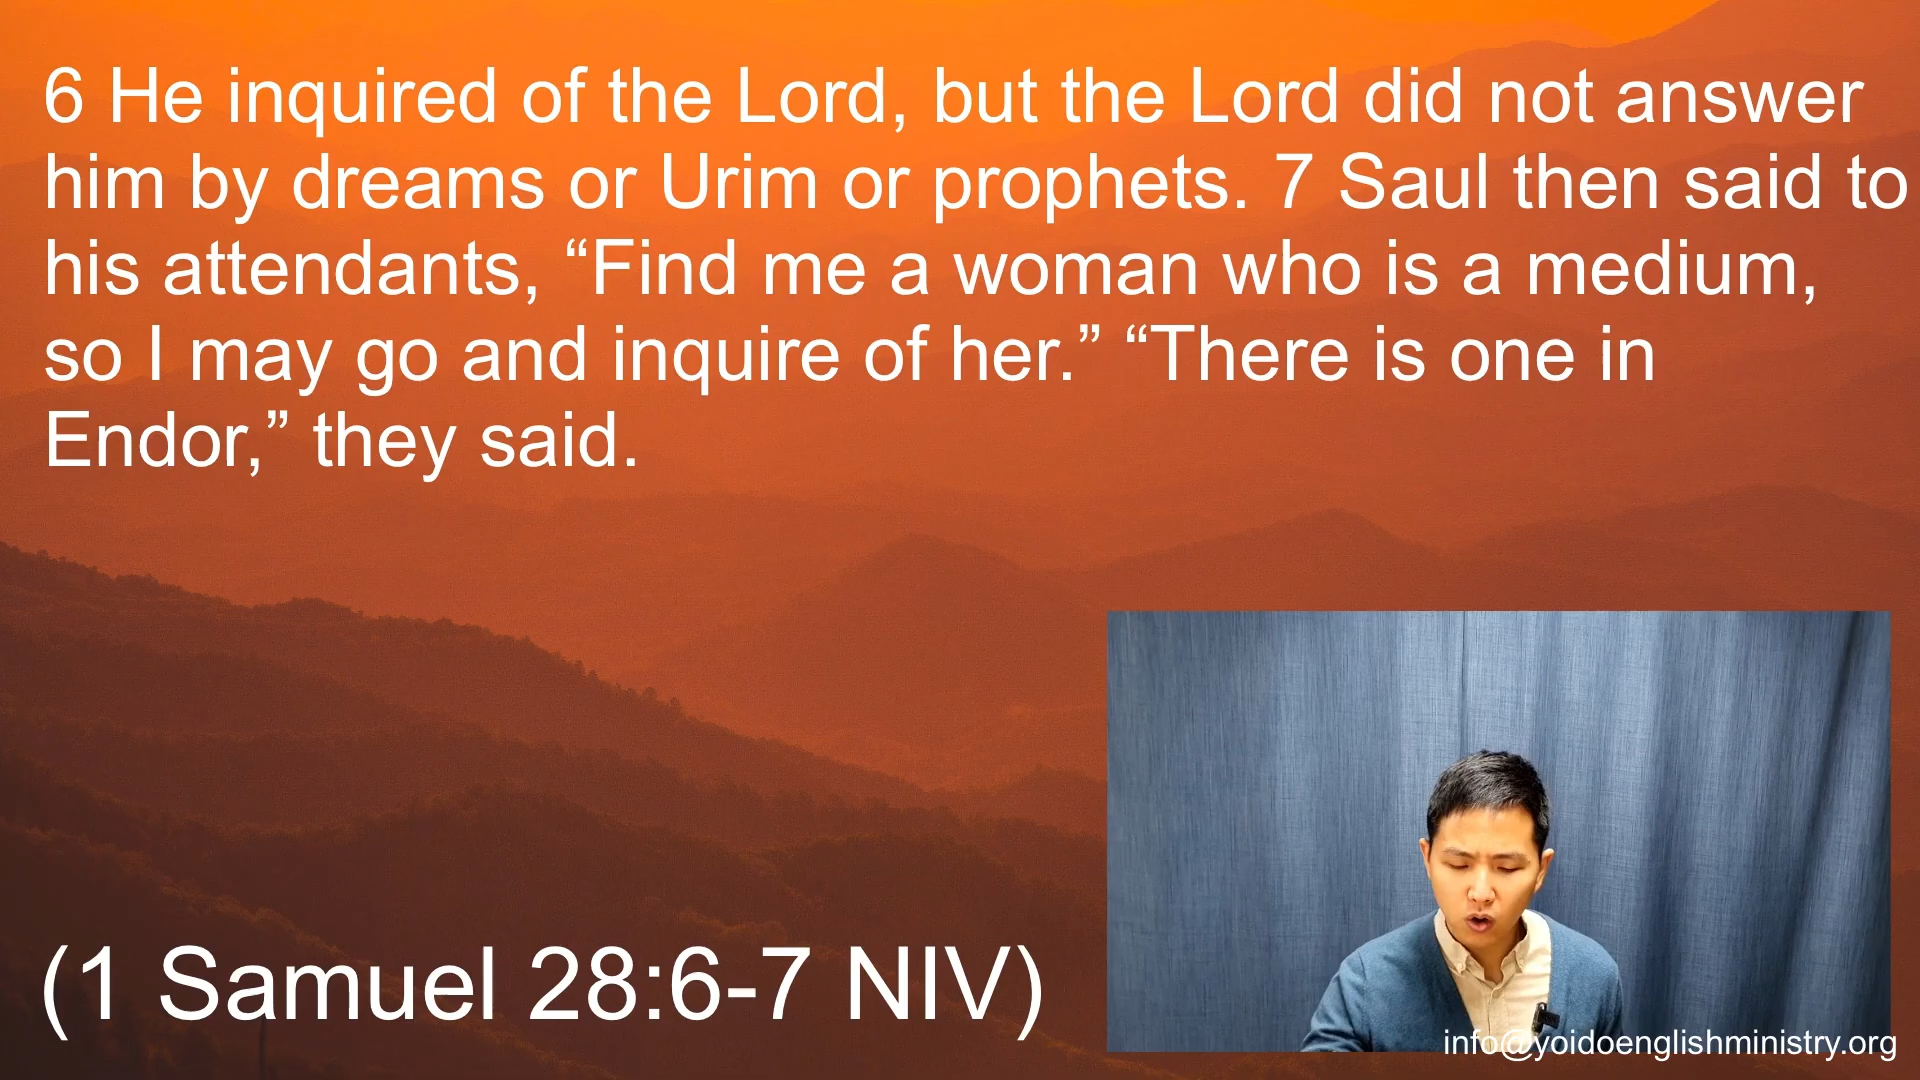 6 He inquired of the Lord, but the Lord did not answer
him by dreams or Urim or prophets. 7 Saul then said to
his attendants, “Find me a woman who is a medium,
so I may go and inquire of her.” “There is one in
Endor,” they said.
(1 Samuel 28:6-7 NIV)
info@yoidoenglishministry.org